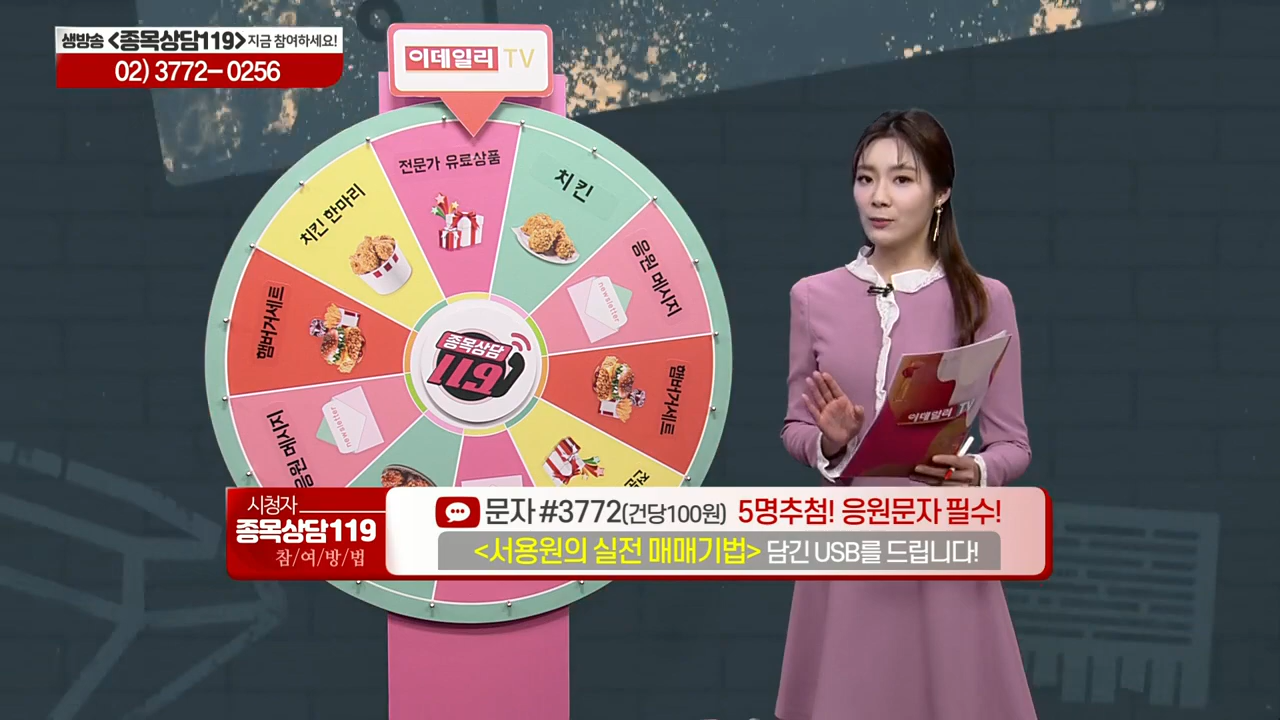 생방송 <종목상담119> 지금 참여하세요!
02) 3772-0256
이데일리 TV
전문가 유료상품
치킨
치킨 한마리
응원 메시지
newsletter
햄버거세트
햄버거세트
종목상담
119
응원 메시지
newsletter
이데일리 TV
시청자
종목상담119
참/여/방/법
문자 #3772(건당100원) 5명추첨! 응원문자 필수!
<서용원의 실전 매매기법> 담긴 USB를 드립니다!